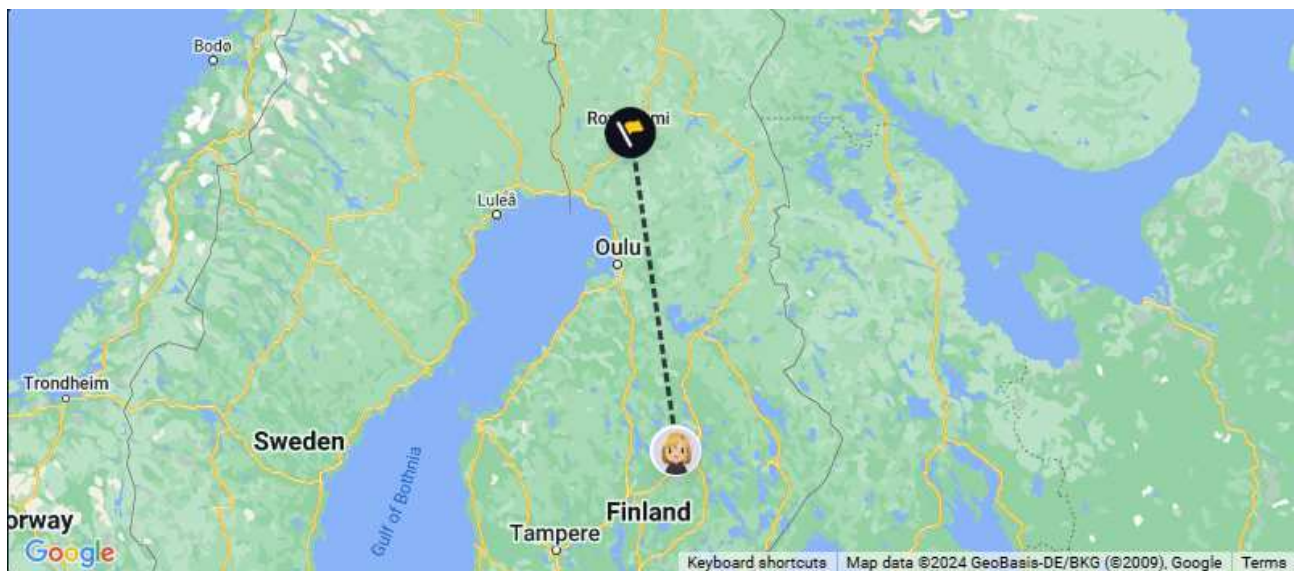 Bodø
Luleå
Oulu
Trondheim
Sweden
Gulf of Bothnia
Finland
Tampere
Google
Keyboard shortcuts
Map data ©2024 GeoBasis-DE/BKG (©2009), Google
Terms